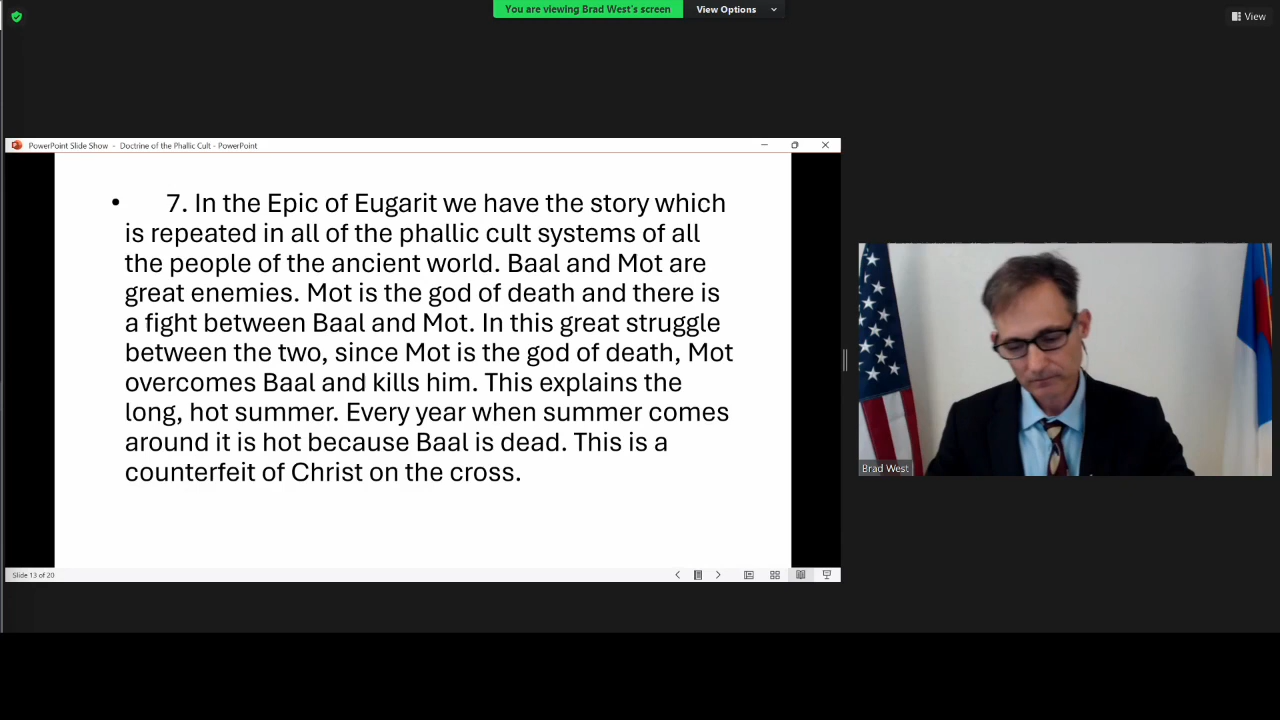 You are viewing Brad West's screen
View Options
View
PowerPoint Slide Show - Doctrine of the Phallic Cult - PowerPoint
• 7. In the Epic of Eugarit we have the story which
is repeated in all of the phallic cult systems of all
the people of the ancient world. Baal and Mot are
great enemies. Mot is the god of death and there is
a fight between Baal and Mot. In this great struggle
between the two, since Mot is the god of death, Mot
overcomes Baal and kills him. This explains the
long, hot summer. Every year when summer comes
around it is hot because Baal is dead. This is a
counterfeit of Christ on the cross.
Brad West
Slide 13 of 20